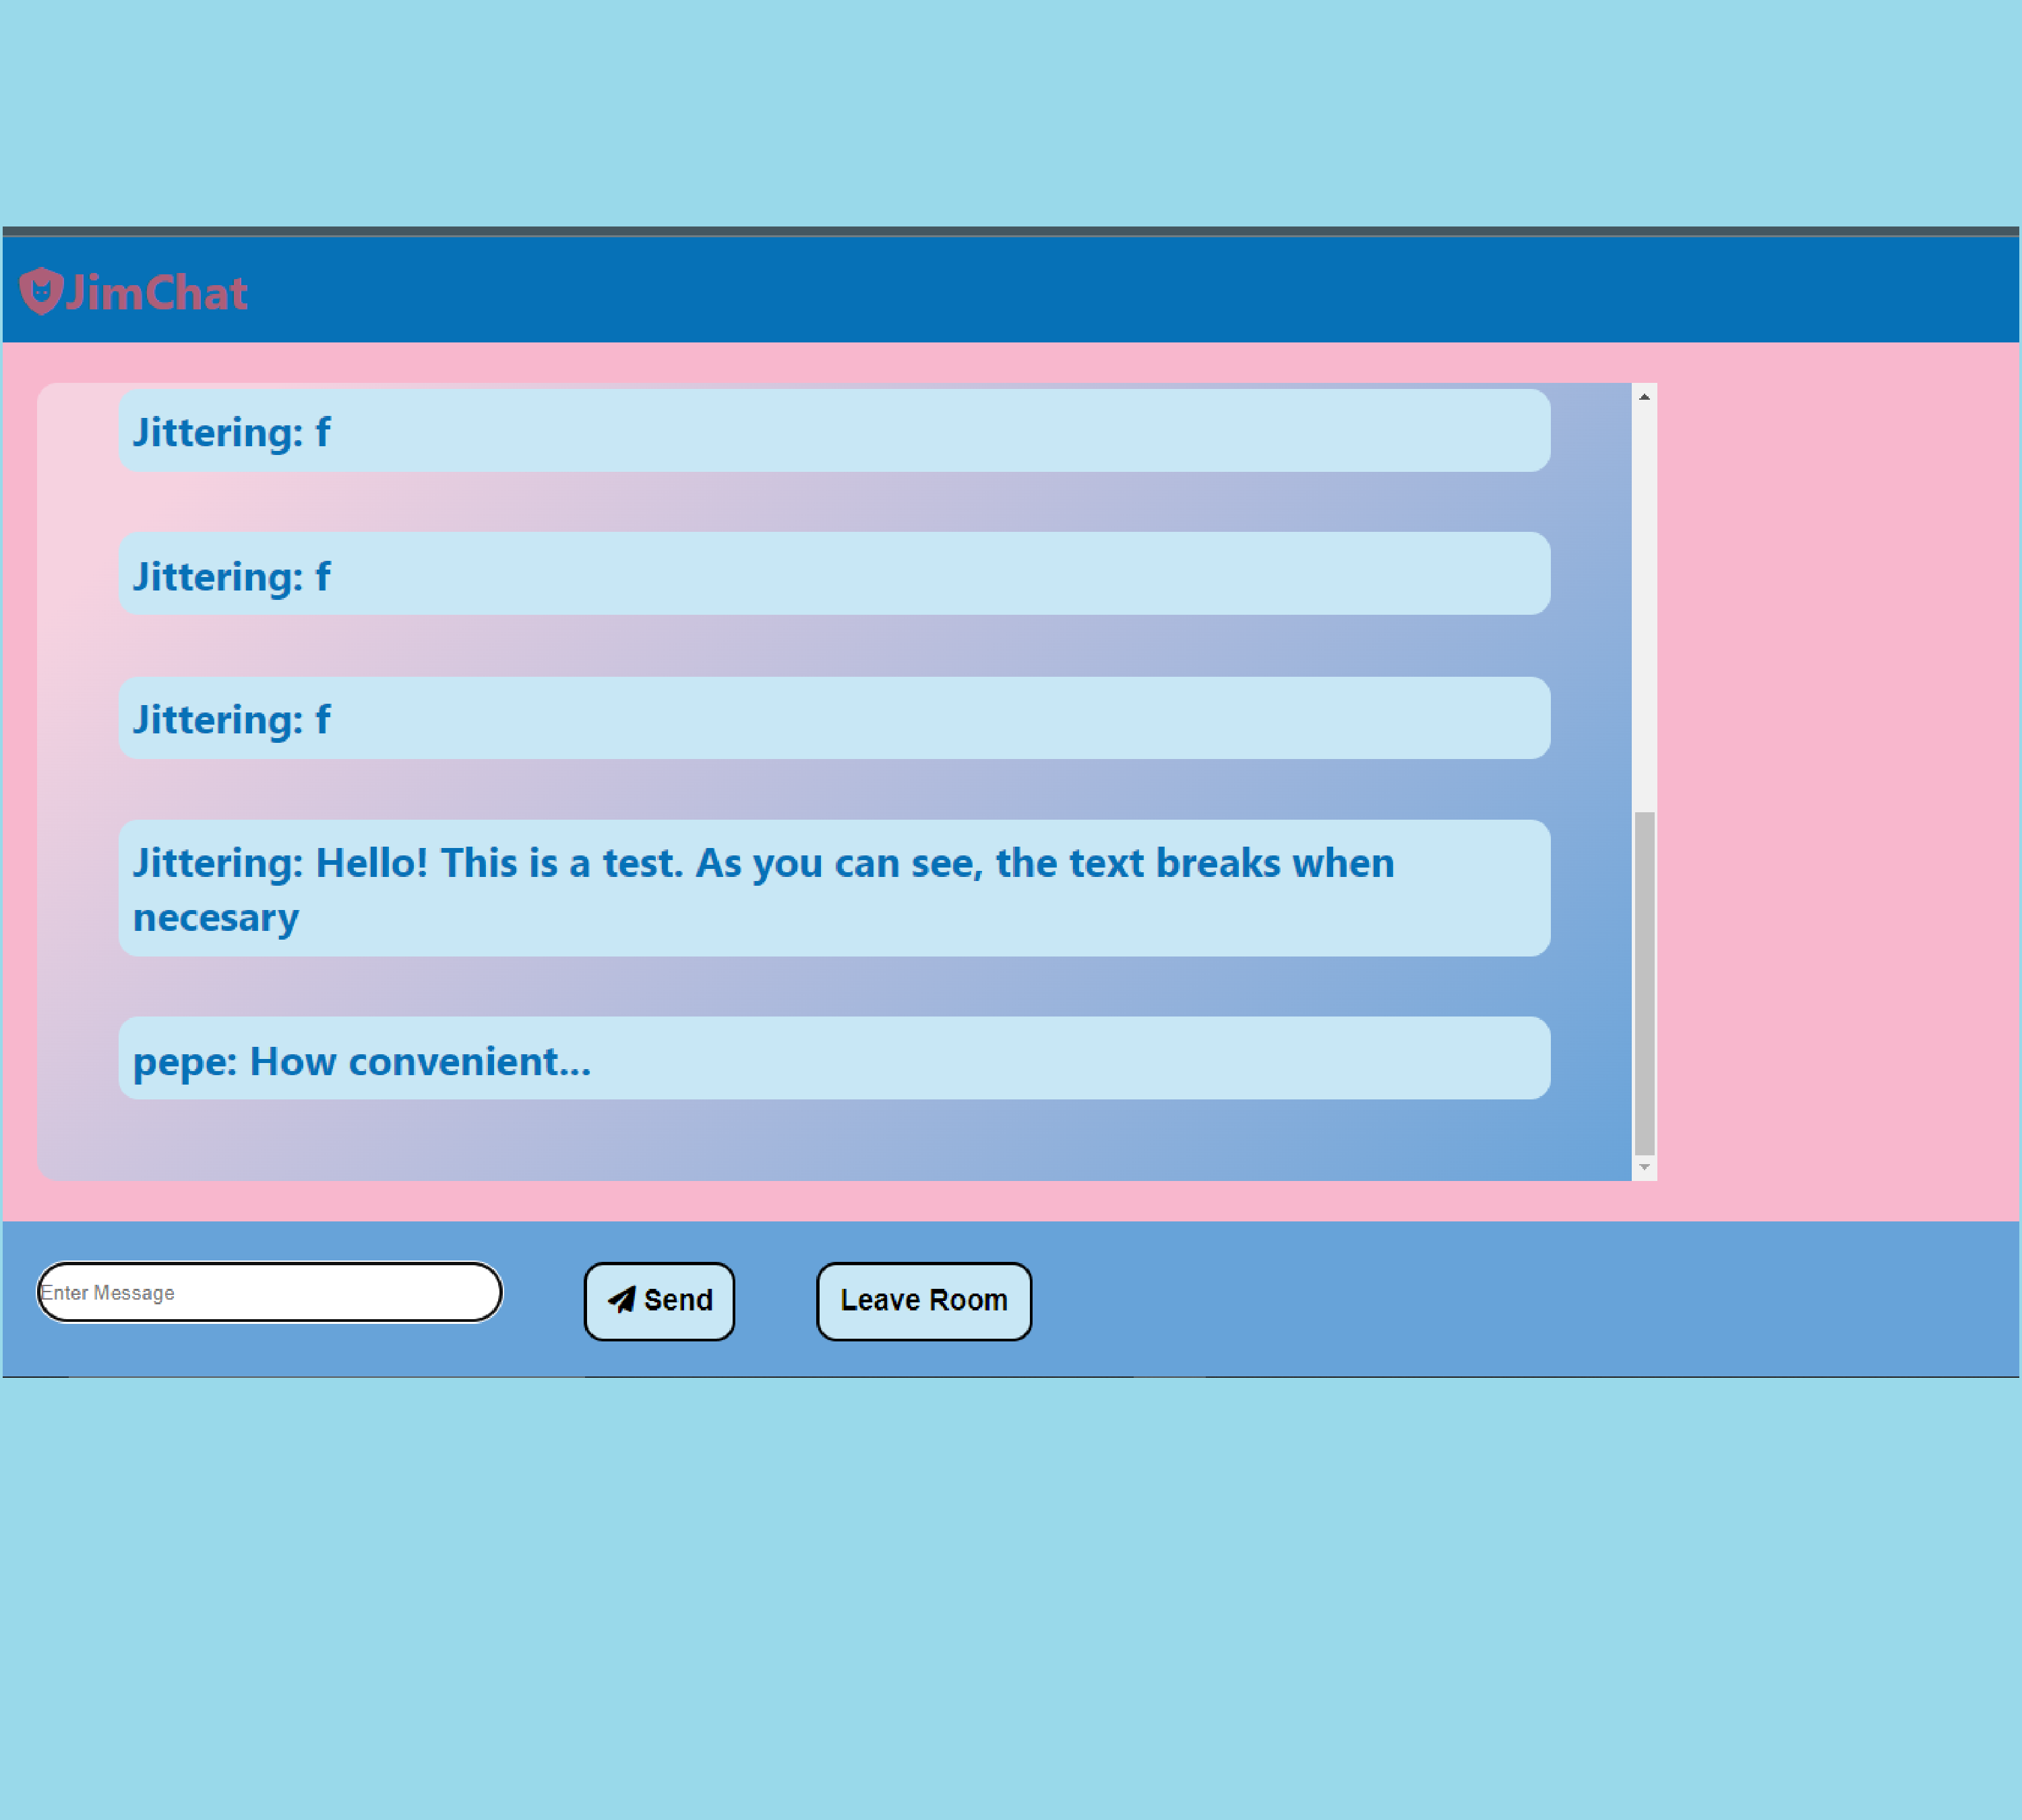 JimChat
Jittering: f
Jittering: f
Jittering: f
Jittering: Hello! This is a test. As you can see, the text breaks when
necesary
pepe: How convenient...
Enter Message
Send
Leave Room